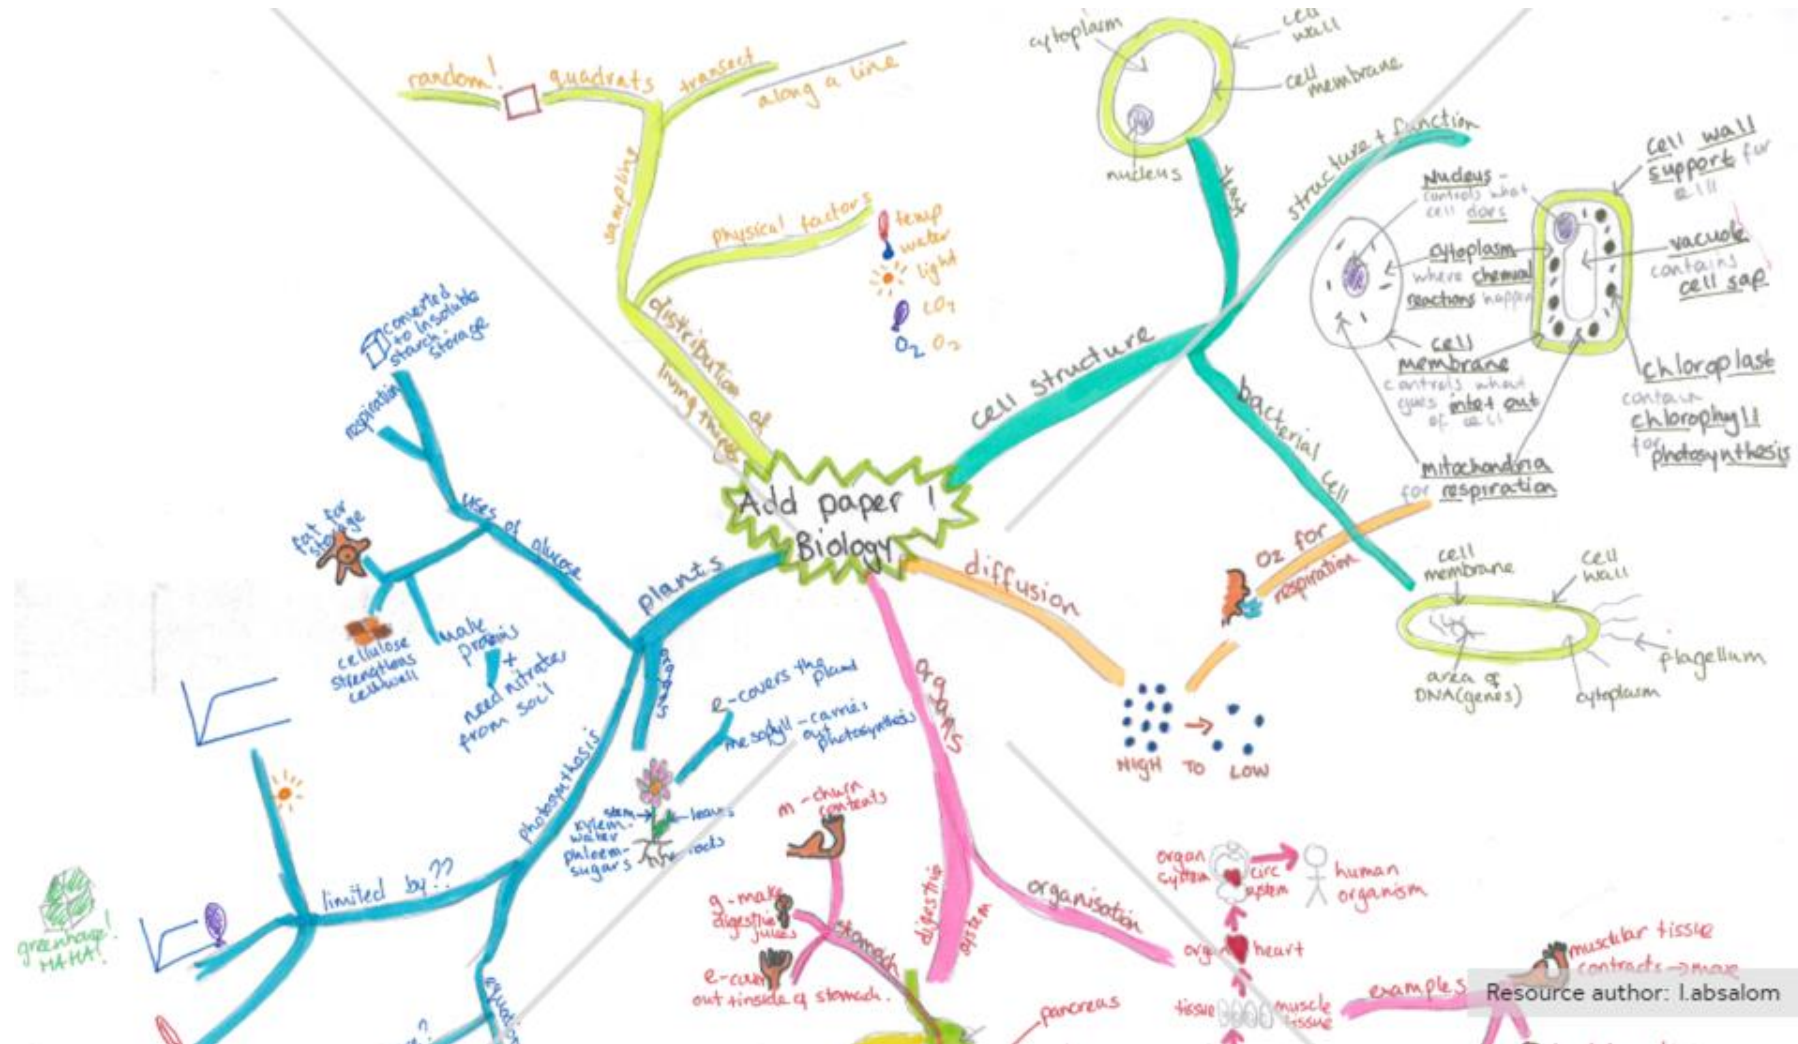 random!
quadrats
transect
along a line
sampling
physical factors
temp
water
light
CO2
O2 O2
distribution of
living things
cytoplasm
cell
wall
cell
membrane
nucleus
yeast
structure + function
cell structure
bacterial cell
Nucleus -
controls what
cell does
cytoplasm
where chemical
reactions happen
cell
membrane
controls what
goes in + out
of cell
mitochondria
for respiration
cell wall
support for
cell
vacuole
contains
cell sap
chloroplast
contain
chlorophyll
for
photosynthesis
cell
membrane
cell
wall
flagellum
area of
DNA (genes)
cytoplasm
Add paper 1
Biology
diffusion
O2 for
respiration
HIGH TO LOW
plants
uses of glucose
respiration
converted
to insoluble
starch
storage
fat for
storage
cellulose
strengthens
cell wall
make
proteins
+
need nitrates
from soil
organs
e - covers the
plant
mesophyll - carries
out
photosynthesis
stem
xylem -
water
phloem -
sugars
leaves
roots
photosynthesis
limited by??
greenhouse!
HAHA!
equation
organs
digestive
system
m - churn
contents
g - make
digestive
juices
e - cover
out + inside of stomach.
stomach
pancreas
organisation
organ
system
circ
system
human
organism
organ
heart
tissue
muscle
tissue
examples
muscular tissue
contracts → move
Resource author: l.absalom